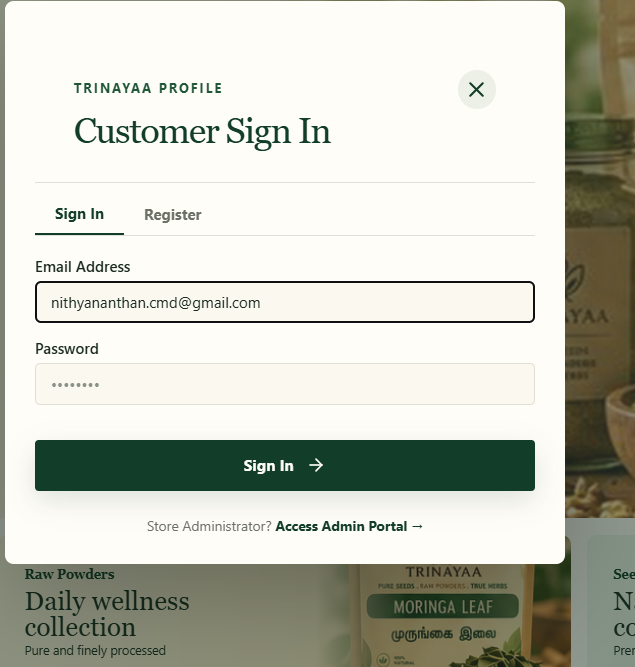 TRINAYAA PROFILE
Customer Sign In
Sign In
Register
Email Address
nithyananthan.cmd@gmail.com
Password
••••••••
Sign In →
Store Administrator? Access Admin Portal →
Raw Powders
Daily wellness
collection
Pure and finely processed
TRINAYAA
PURE SEEDS . RAW POWDERS . TRUE HERBS
MORINGA LEAF
முருங்கை இலை
100%
NATURAL